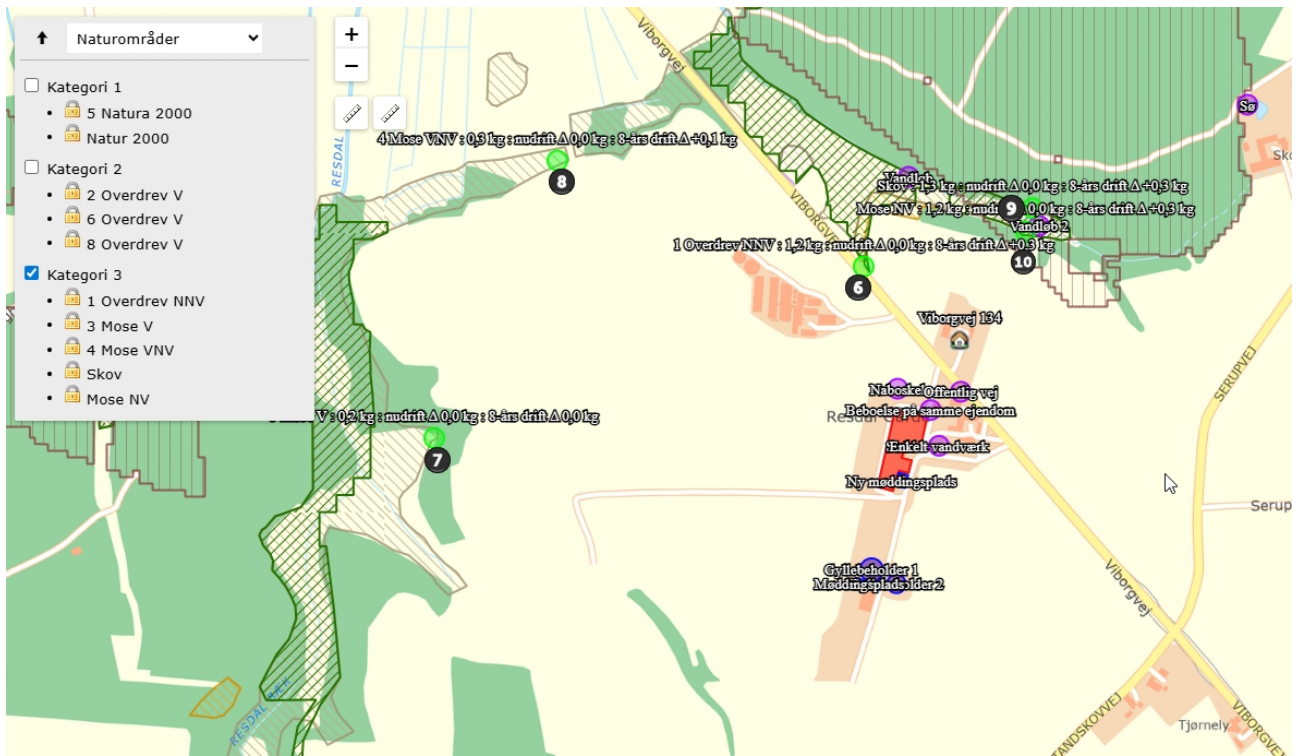 Naturområder
Kategori 1
5 Natura 2000
Natur 2000
Kategori 2
2 Overdrev V
6 Overdrev V
8 Overdrev V
Kategori 3
1 Overdrev NNV
3 Mose V
4 Mose VNV
Skov
Mose NV
+
−
RESDAL
Viborgvej
4 Mose VNV : 0,3 kg : nudrift Δ 0,0 kg : 8-års drift Δ +0,1 kg
8
Sø
Skov : 1,3 kg : nudrift Δ 0,0 kg : 8-års drift Δ +0,3 kg
9
Mose NV : 1,2 kg : 0,0 kg : 8-års drift Δ +0,3 kg
VIBORGVEJ
Vandløb 2
1 Overdrev NNV : 1,2 kg : nudrift Δ 0,0 kg : 8-års drift Δ +0,3 kg
10
6
Viborgvej 134
SERUPVEJ
Offentlig vej
Beboelse på samme ejendom
V : 0,2 kg : nudrift Δ 0,0 kg : 8-års drift Δ 0,0 kg
7
Enkelt vandværk
Ny møddingsplads
Serup
Gyllebeholder 1
Møddingsplads
Viborgvej
RESDAL BÆK
TANDSKOVVEJ
Tjørnely
VIBORGVEJ